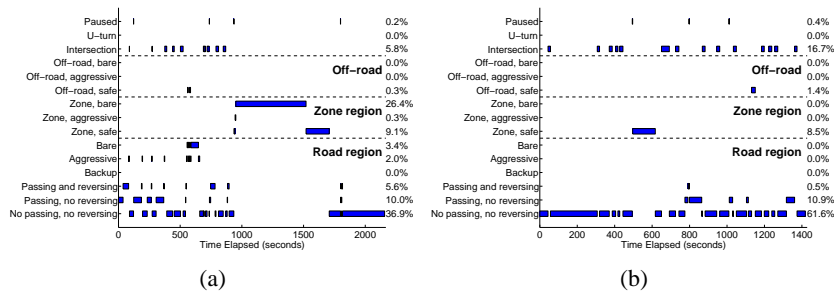 Paused 0.2%
U-turn 0.0%
Intersection 5.8%
Off-road, bare 0.0%
Off-road
Off-road, aggressive 0.0%
Off-road, safe 0.3%
Zone, bare 26.4%
Zone region
Zone, aggressive 0.3%
Zone, safe 9.1%
Bare 3.4%
Road region
Aggressive 2.0%
Backup 0.0%
Passing and reversing 5.6%
Passing, no reversing 10.0%
No passing, no reversing 36.9%
0 500 1000 1500 2000
Time Elapsed (seconds)
(a)
Paused 0.4%
U-turn 0.0%
Intersection 16.7%
Off-road, bare 0.0%
Off-road
Off-road, aggressive 0.0%
Off-road, safe 1.4%
Zone, bare 0.0%
Zone region
Zone, aggressive 0.0%
Zone, safe 8.5%
Bare 0.0%
Road region
Aggressive 0.0%
Backup 0.0%
Passing and reversing 0.5%
Passing, no reversing 10.9%
No passing, no reversing 61.6%
0 200 400 600 800 1000 1200 1400
Time Elapsed (seconds)
(b)